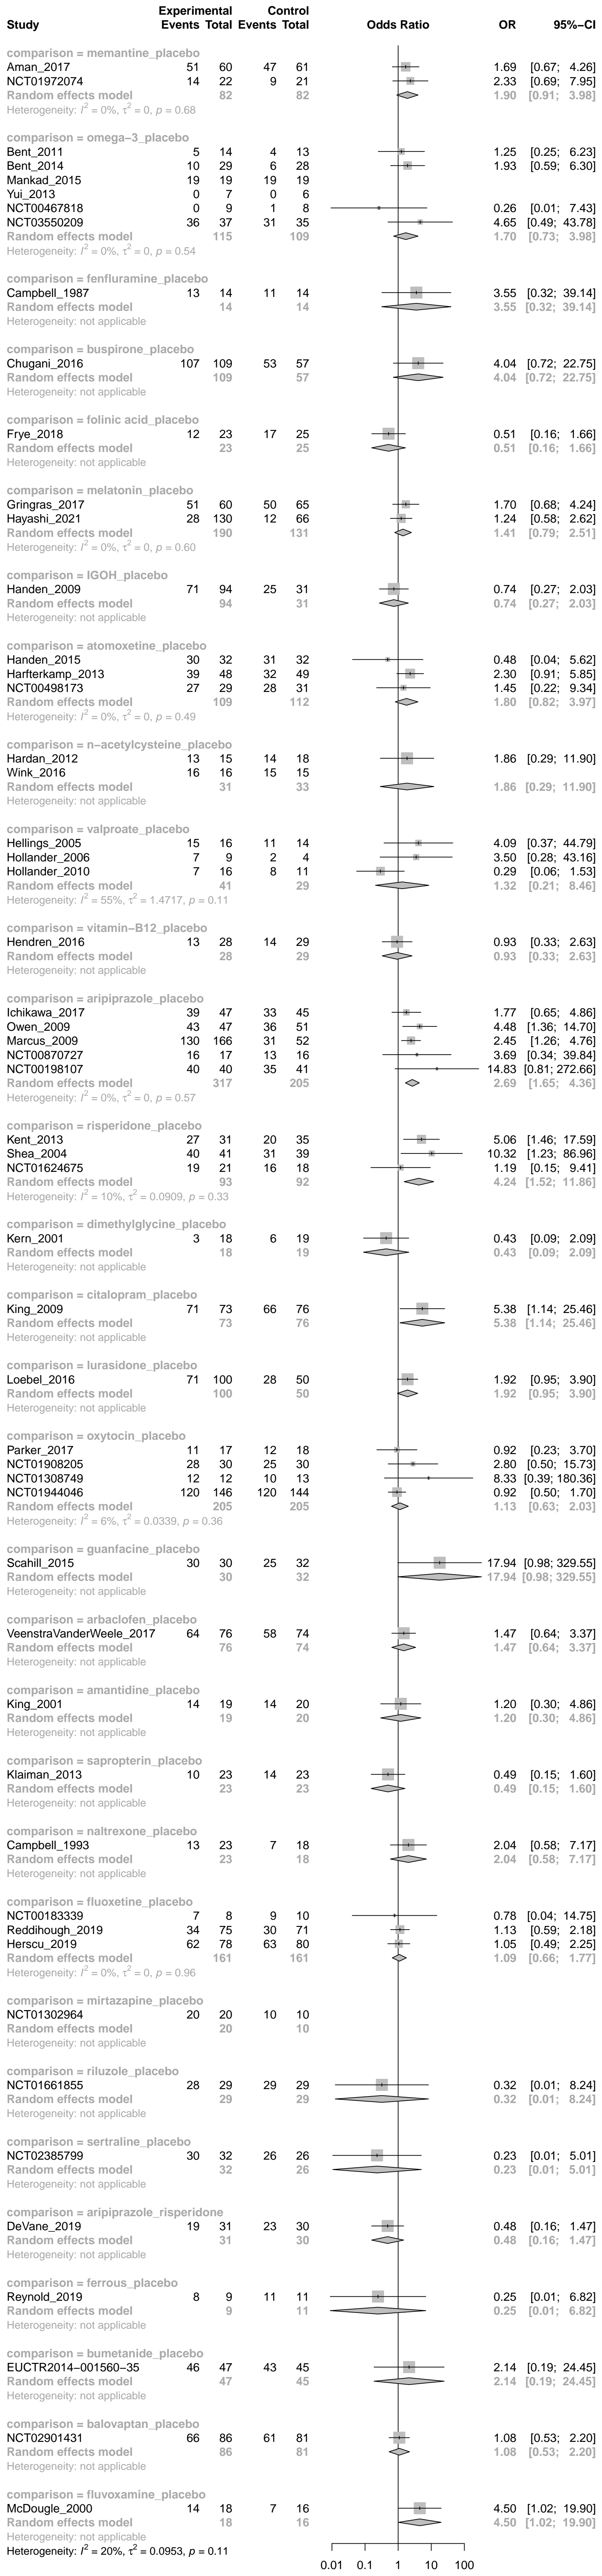 Experimental Control
Study Events Total Events Total Odds Ratio OR 95%−CI
comparison = memantine_placebo
Aman_2017 51 60 47 61 1.69 [0.67; 4.26]
NCT01972074 14 22 9 21 2.33 [0.69; 7.95]
Random effects model 82 82 1.90 [0.91; 3.98]
Heterogeneity: I² = 0%, τ² = 0, p = 0.68
comparison = omega−3_placebo
Bent_2011 5 14 4 13 1.25 [0.25; 6.23]
Bent_2014 10 29 6 28 1.93 [0.59; 6.30]
Mankad_2015 19 19 19 19
Yui_2013 0 7 0 6
NCT00467818 0 9 1 8 0.26 [0.01; 7.43]
NCT03550209 36 37 31 35 4.65 [0.49; 43.78]
Random effects model 115 109 1.70 [0.73; 3.98]
Heterogeneity: I² = 0%, τ² = 0, p = 0.54
comparison = fenfluramine_placebo
Campbell_1987 13 14 11 14 3.55 [0.32; 39.14]
Random effects model 14 14 3.55 [0.32; 39.14]
Heterogeneity: not applicable
comparison = buspirone_placebo
Chugani_2016 107 109 53 57 4.04 [0.72; 22.75]
Random effects model 109 57 4.04 [0.72; 22.75]
Heterogeneity: not applicable
comparison = folinic acid_placebo
Frye_2018 12 23 17 25 0.51 [0.16; 1.66]
Random effects model 23 25 0.51 [0.16; 1.66]
Heterogeneity: not applicable
comparison = melatonin_placebo
Gringras_2017 51 60 50 65 1.70 [0.68; 4.24]
Hayashi_2021 28 130 12 66 1.24 [0.58; 2.62]
Random effects model 190 131 1.41 [0.79; 2.51]
Heterogeneity: I² = 0%, τ² = 0, p = 0.60
comparison = IGOH_placebo
Handen_2009 71 94 25 31 0.74 [0.27; 2.03]
Random effects model 94 31 0.74 [0.27; 2.03]
Heterogeneity: not applicable
comparison = atomoxetine_placebo
Handen_2015 30 32 31 32 0.48 [0.04; 5.62]
Harfterkamp_2013 39 48 32 49 2.30 [0.91; 5.85]
NCT00498173 27 29 28 31 1.45 [0.22; 9.34]
Random effects model 109 112 1.80 [0.82; 3.97]
Heterogeneity: I² = 0%, τ² = 0, p = 0.49
comparison = n−acetylcysteine_placebo
Hardan_2012 13 15 14 18 1.86 [0.29; 11.90]
Wink_2016 16 16 15 15
Random effects model 31 33 1.86 [0.29; 11.90]
Heterogeneity: not applicable
comparison = valproate_placebo
Hellings_2005 15 16 11 14 4.09 [0.37; 44.79]
Hollander_2006 7 9 2 4 3.50 [0.28; 43.16]
Hollander_2010 7 16 8 11 0.29 [0.06; 1.53]
Random effects model 41 29 1.32 [0.21; 8.46]
Heterogeneity: I² = 55%, τ² = 1.4717, p = 0.11
comparison = vitamin−B12_placebo
Hendren_2016 13 28 14 29 0.93 [0.33; 2.63]
Random effects model 28 29 0.93 [0.33; 2.63]
Heterogeneity: not applicable
comparison = aripiprazole_placebo
Ichikawa_2017 39 47 33 45 1.77 [0.65; 4.86]
Owen_2009 43 47 36 51 4.48 [1.36; 14.70]
Marcus_2009 130 166 31 52 2.45 [1.26; 4.76]
NCT00870727 16 17 13 16 3.69 [0.34; 39.84]
NCT00198107 40 40 35 41 14.83 [0.81; 272.66]
Random effects model 317 205 2.69 [1.65; 4.36]
Heterogeneity: I² = 0%, τ² = 0, p = 0.57
comparison = risperidone_placebo
Kent_2013 27 31 20 35 5.06 [1.46; 17.59]
Shea_2004 40 41 31 39 10.32 [1.23; 86.96]
NCT01624675 19 21 16 18 1.19 [0.15; 9.41]
Random effects model 93 92 4.24 [1.52; 11.86]
Heterogeneity: I² = 10%, τ² = 0.0909, p = 0.33
comparison = dimethylglycine_placebo
Kern_2001 3 18 6 19 0.43 [0.09; 2.09]
Random effects model 18 19 0.43 [0.09; 2.09]
Heterogeneity: not applicable
comparison = citalopram_placebo
King_2009 71 73 66 76 5.38 [1.14; 25.46]
Random effects model 73 76 5.38 [1.14; 25.46]
Heterogeneity: not applicable
comparison = lurasidone_placebo
Loebel_2016 71 100 28 50 1.92 [0.95; 3.90]
Random effects model 100 50 1.92 [0.95; 3.90]
Heterogeneity: not applicable
comparison = oxytocin_placebo
Parker_2017 11 17 12 18 0.92 [0.23; 3.70]
NCT01908205 28 30 25 30 2.80 [0.50; 15.73]
NCT01308749 12 12 10 13 8.33 [0.39; 180.36]
NCT01944046 120 146 120 144 0.92 [0.50; 1.70]
Random effects model 205 205 1.13 [0.63; 2.03]
Heterogeneity: I² = 6%, τ² = 0.0339, p = 0.36
comparison = guanfacine_placebo
Scahill_2015 30 30 25 32 17.94 [0.98; 329.55]
Random effects model 30 32 17.94 [0.98; 329.55]
Heterogeneity: not applicable
comparison = arbaclofen_placebo
VeenstraVanderWeele_2017 64 76 58 74 1.47 [0.64; 3.37]
Random effects model 76 74 1.47 [0.64; 3.37]
Heterogeneity: not applicable
comparison = amantidine_placebo
King_2001 14 19 14 20 1.20 [0.30; 4.86]
Random effects model 19 20 1.20 [0.30; 4.86]
Heterogeneity: not applicable
comparison = sapropterin_placebo
Klaiman_2013 10 23 14 23 0.49 [0.15; 1.60]
Random effects model 23 23 0.49 [0.15; 1.60]
Heterogeneity: not applicable
comparison = naltrexone_placebo
Campbell_1993 13 23 7 18 2.04 [0.58; 7.17]
Random effects model 23 18 2.04 [0.58; 7.17]
Heterogeneity: not applicable
comparison = fluoxetine_placebo
NCT00183339 7 8 9 10 0.78 [0.04; 14.75]
Reddihough_2019 34 75 30 71 1.13 [0.59; 2.18]
Herscu_2019 62 78 63 80 1.05 [0.49; 2.25]
Random effects model 161 161 1.09 [0.66; 1.77]
Heterogeneity: I² = 0%, τ² = 0, p = 0.96
comparison = mirtazapine_placebo
NCT01302964 20 20 10 10
Random effects model 20 10
Heterogeneity: not applicable
comparison = riluzole_placebo
NCT01661855 28 29 29 29 0.32 [0.01; 8.24]
Random effects model 29 29 0.32 [0.01; 8.24]
Heterogeneity: not applicable
comparison = sertraline_placebo
NCT02385799 30 32 26 26 0.23 [0.01; 5.01]
Random effects model 32 26 0.23 [0.01; 5.01]
Heterogeneity: not applicable
comparison = aripiprazole_risperidone
DeVane_2019 19 31 23 30 0.48 [0.16; 1.47]
Random effects model 31 30 0.48 [0.16; 1.47]
Heterogeneity: not applicable
comparison = ferrous_placebo
Reynold_2019 8 9 11 11 0.25 [0.01; 6.82]
Random effects model 9 11 0.25 [0.01; 6.82]
Heterogeneity: not applicable
comparison = bumetanide_placebo
EUCTR2014−001560−35 46 47 43 45 2.14 [0.19; 24.45]
Random effects model 47 45 2.14 [0.19; 24.45]
Heterogeneity: not applicable
comparison = balovaptan_placebo
NCT02901431 66 86 61 81 1.08 [0.53; 2.20]
Random effects model 86 81 1.08 [0.53; 2.20]
Heterogeneity: not applicable
comparison = fluvoxamine_placebo
McDougle_2000 14 18 7 16 4.50 [1.02; 19.90]
Random effects model 18 16 4.50 [1.02; 19.90]
Heterogeneity: not applicable
Heterogeneity: I² = 20%, τ² = 0.0953, p = 0.11
0.01 0.1 1 10 100